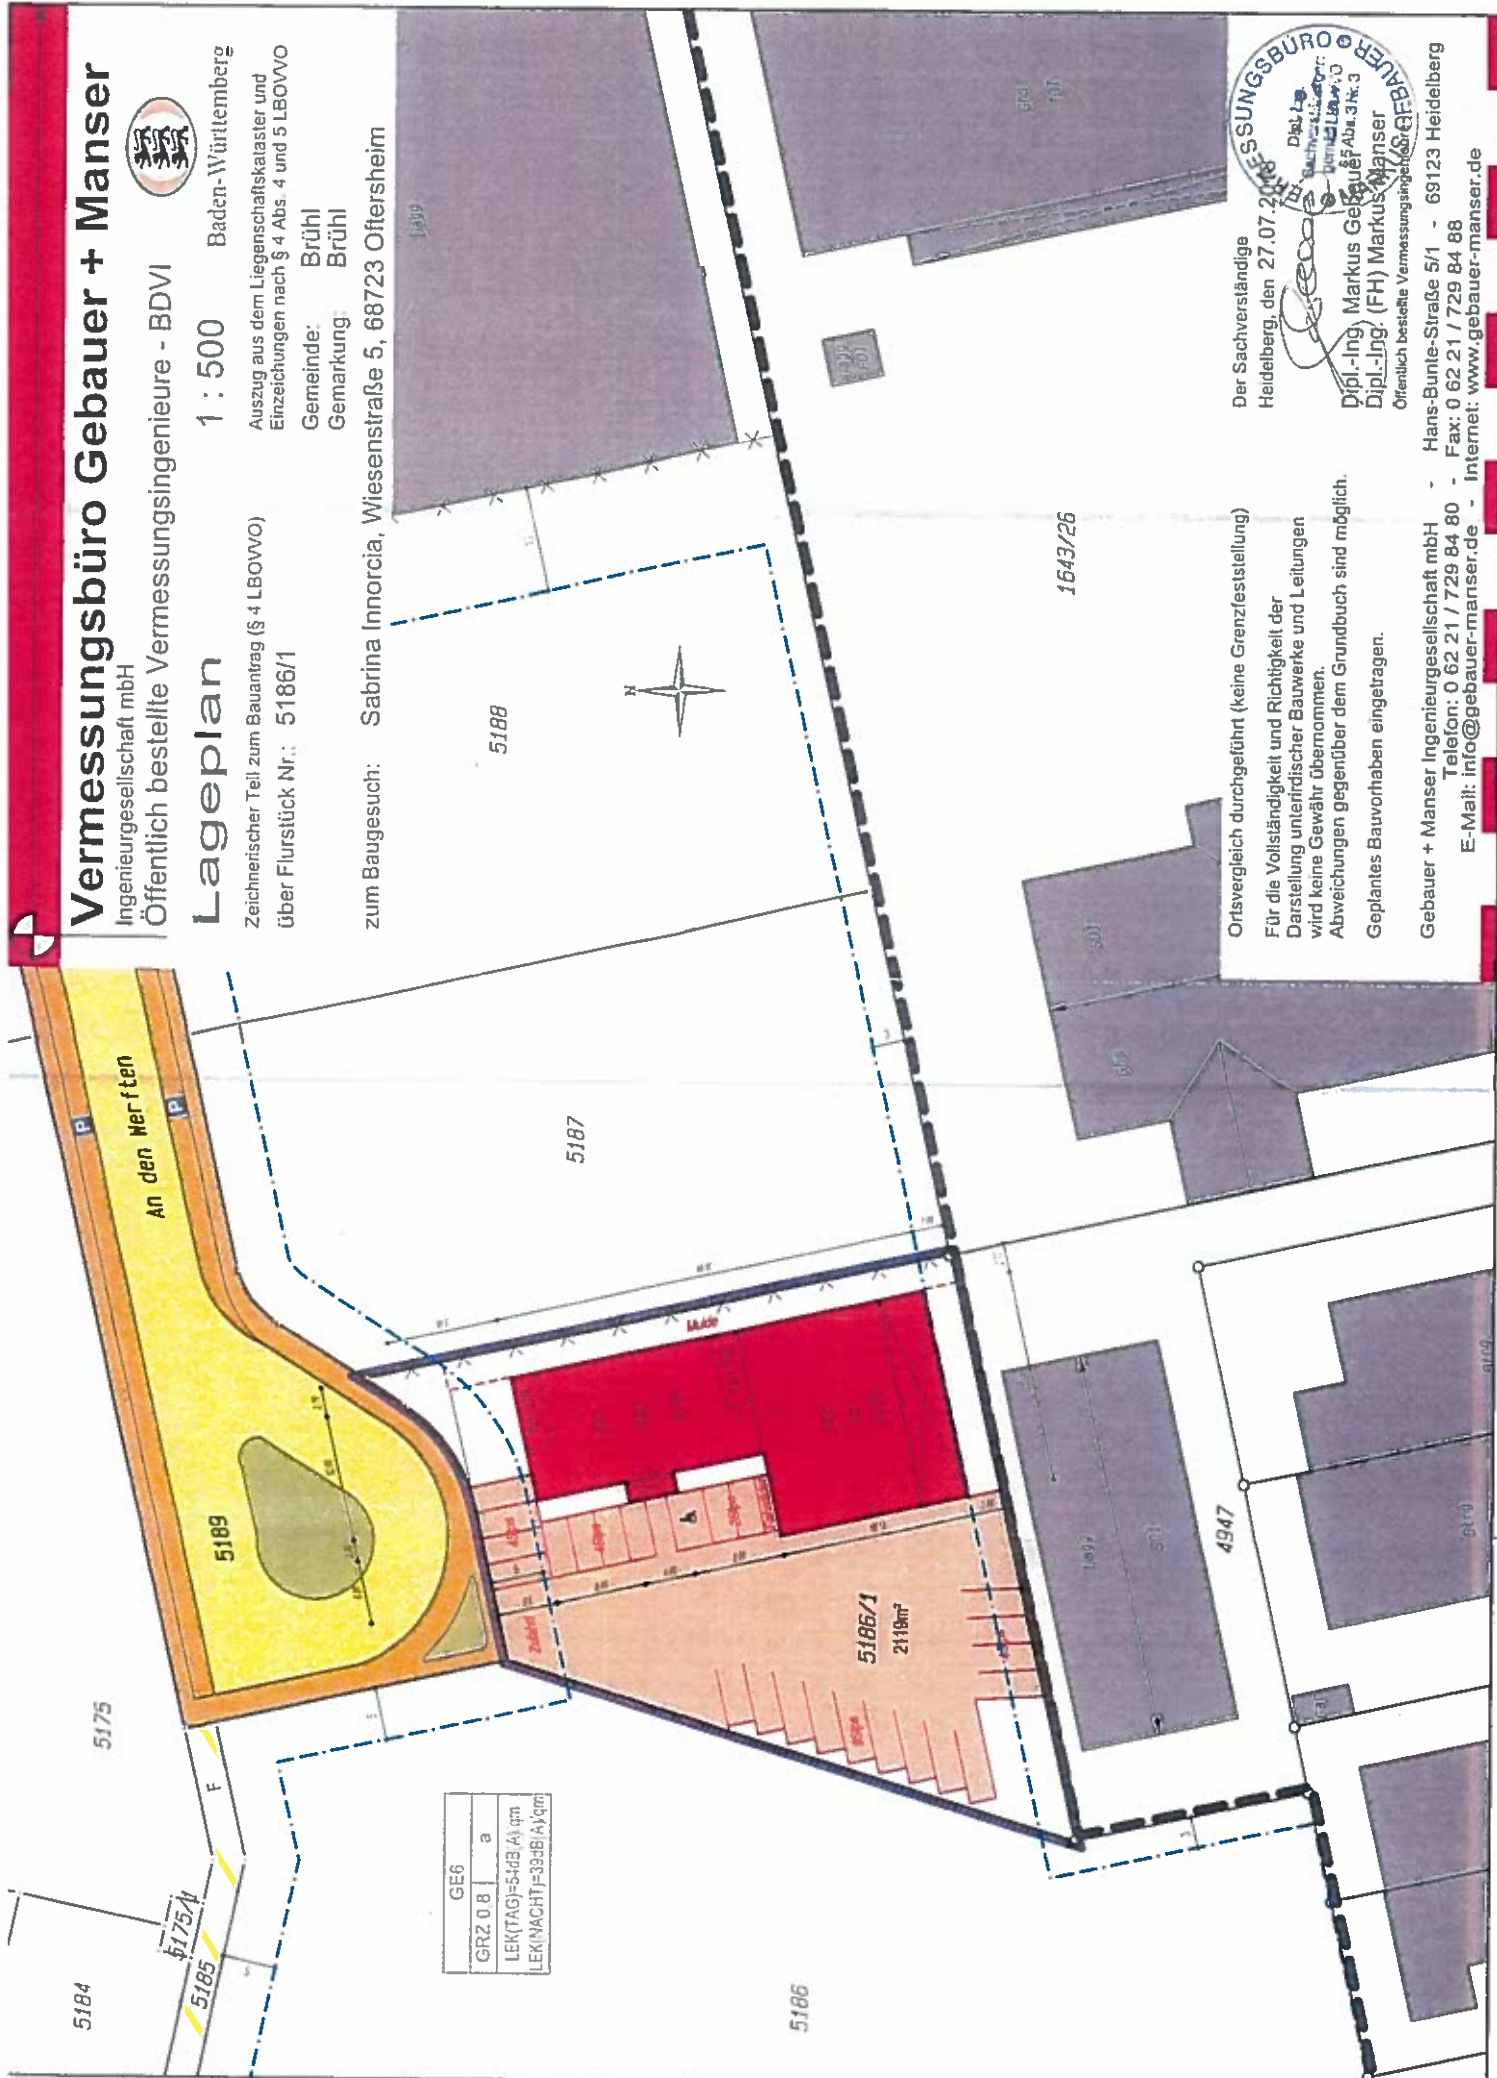 Vermessungsbüro Gebauer + Manser
Ingenieurgesellschaft mbH
Öffentlich bestellte Vermessungsingenieure - BDVI
Lageplan 1 : 500 Baden-Württemberg
Zeichnerischer Teil zum Bauantrag (§ 4 LBOVVO)
über Flurstück Nr.: 5186/1
Auszug aus dem Liegenschaftskataster und
Einzeichungen nach § 4 Abs. 4 und 5 LBOVVO
Gemeinde: Brühl
Gemarkung: Brühl
zum Baugesuch: Sabrina Innorcia, Wiesenstraße 5, 68723 Oftersheim
5184
5175/1
5185
F
5175
5189
An den Werften
P
P
GE6
GRZ 0.8 a
LEK(TAG)=54dB(A)/qm
LEK(NACHT)=39dB(A)/qm
5186
5187
5188
N
Zufahrt
Mulde
5186/1
2119m²
4947
1643/26
Ortsvergleich durchgeführt (keine Grenzfeststellung)
Für die Vollständigkeit und Richtigkeit der
Darstellung unterirdischer Bauwerke und Leitungen
wird keine Gewähr übernommen.
Abweichungen gegenüber dem Grundbuch sind möglich.
Geplantes Bauvorhaben eingetragen.
Der Sachverständige
Heidelberg, den 27.07.
Dipl.-Ing. Markus Gebauer
Dipl.-Ing. (FH) Markus Manser
Öffentlich bestellte Vermessungsingenieure
Gebauer + Manser Ingenieurgesellschaft mbH - Hans-Bunte-Straße 5/1 - 69123 Heidelberg
Telefon: 0 62 21 / 729 84 80 - Fax: 0 62 21 / 729 84 88
E-Mail: info@gebauer-manser.de - Internet: www.gebauer-manser.de